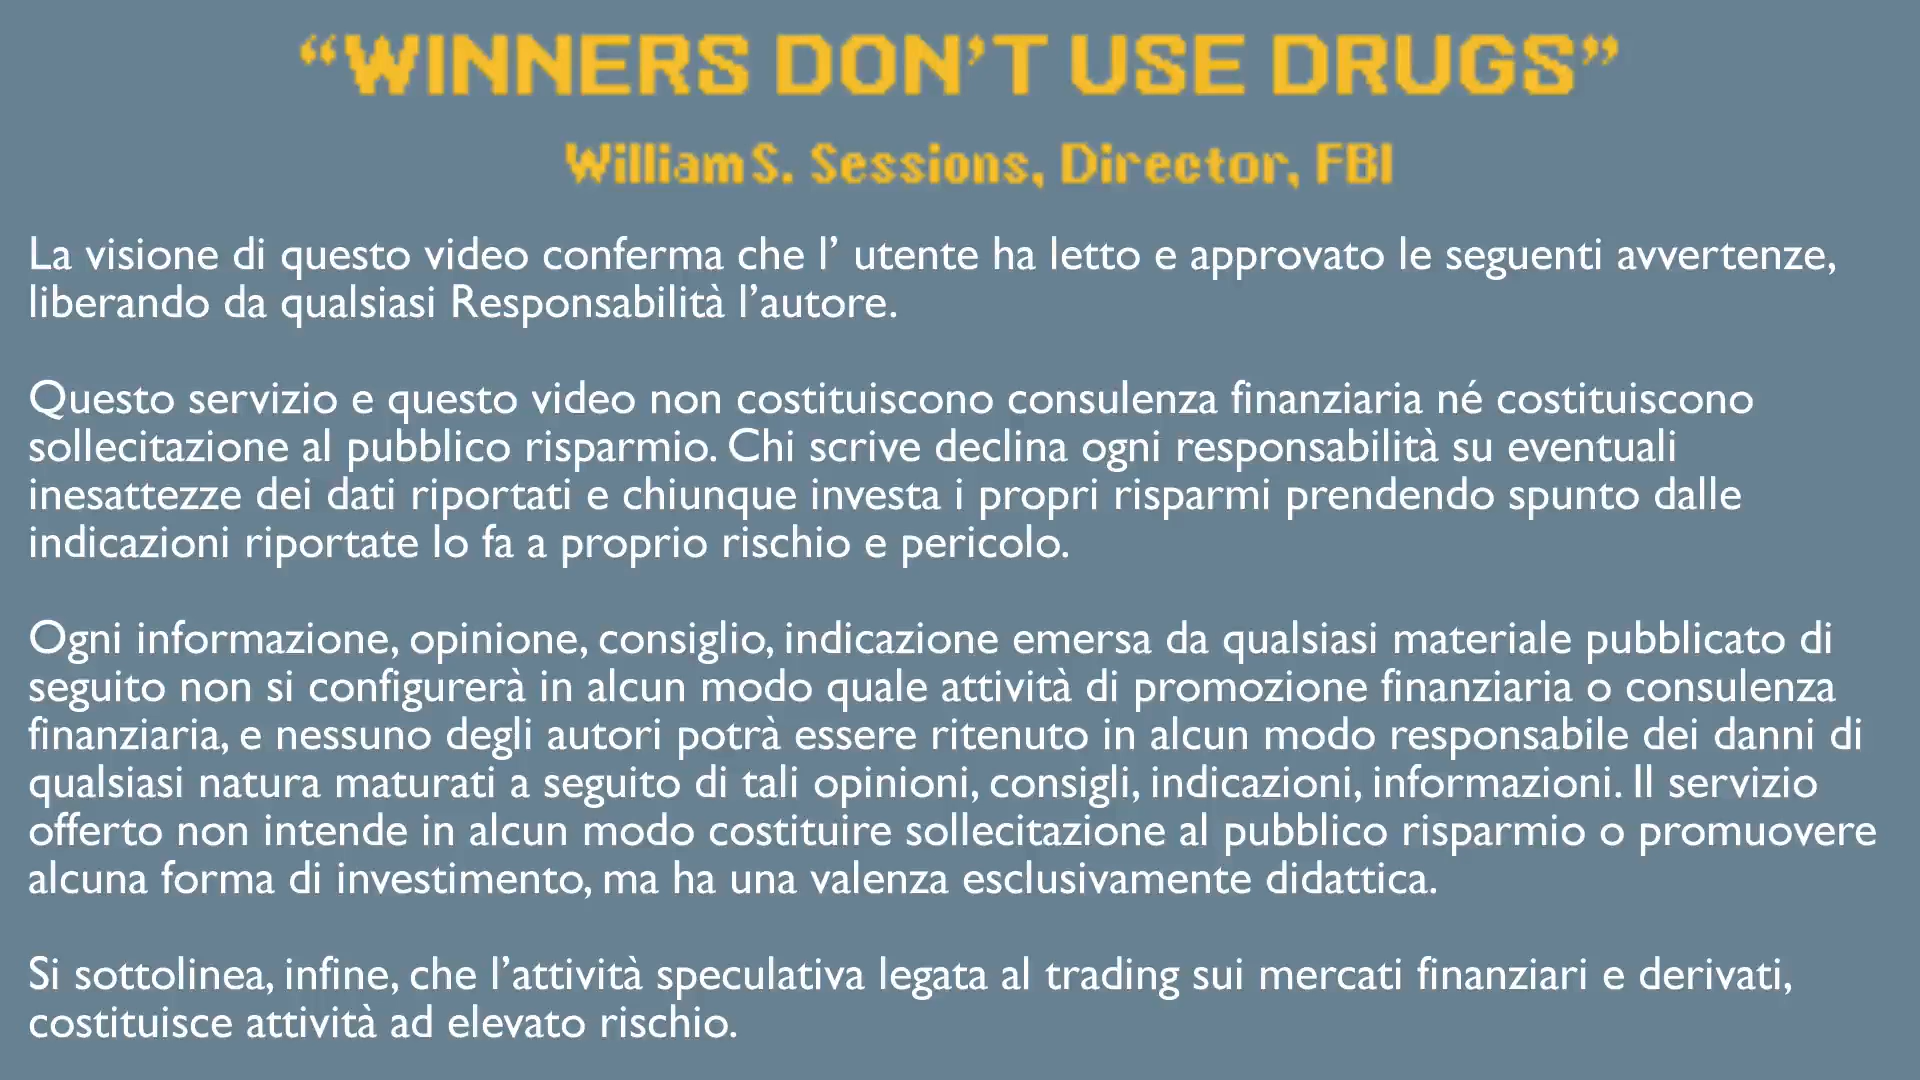 “WINNERS DON’T USE DRUGS”
William S. Sessions, Director, FBI
La visione di questo video conferma che l’ utente ha letto e approvato le seguenti avvertenze,
liberando da qualsiasi Responsabilità l’autore.
Questo servizio e questo video non costituiscono consulenza finanziaria né costituiscono
sollecitazione al pubblico risparmio. Chi scrive declina ogni responsabilità su eventuali
inesattezze dei dati riportati e chiunque investa i propri risparmi prendendo spunto dalle
indicazioni riportate lo fa a proprio rischio e pericolo.
Ogni informazione, opinione, consiglio, indicazione emersa da qualsiasi materiale pubblicato di
seguito non si configurerà in alcun modo quale attività di promozione finanziaria o consulenza
finanziaria, e nessuno degli autori potrà essere ritenuto in alcun modo responsabile dei danni di
qualsiasi natura maturati a seguito di tali opinioni, consigli, indicazioni, informazioni. Il servizio
offerto non intende in alcun modo costituire sollecitazione al pubblico risparmio o promuovere
alcuna forma di investimento, ma ha una valenza esclusivamente didattica.
Si sottolinea, infine, che l’attività speculativa legata al trading sui mercati finanziari e derivati,
costituisce attività ad elevato rischio.